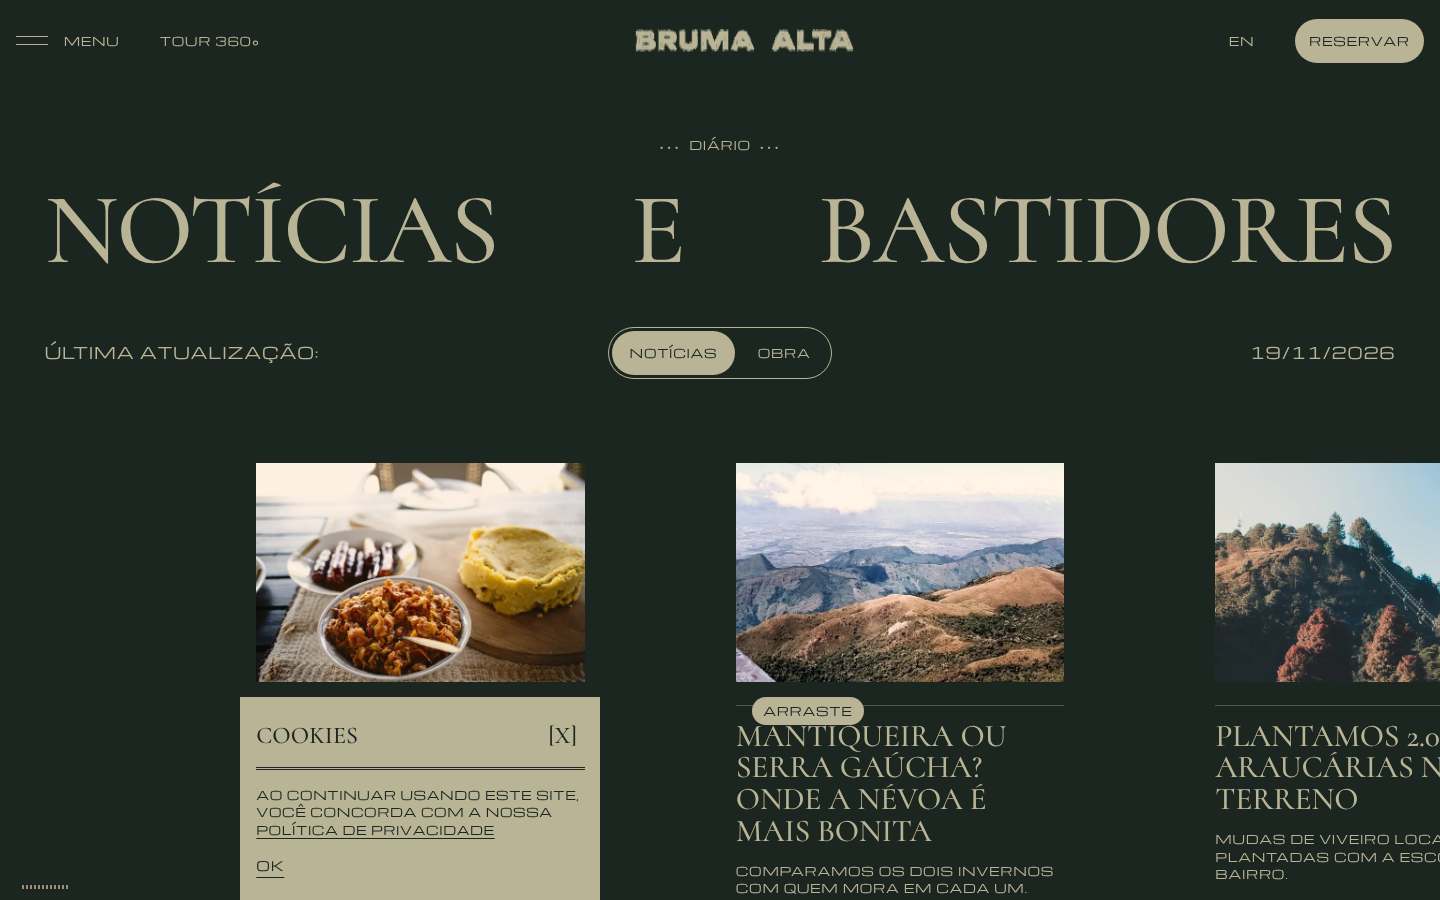 MENU
TOUR 360°
BRUMA ALTA
EN
RESERVAR
... DIÁRIO ...
NOTÍCIAS E BASTIDORES
ÚLTIMA ATUALIZAÇÃO:
NOTÍCIAS
OBRA
19/11/2026
COOKIES
[X]
AO CONTINUAR USANDO ESTE SITE,
VOCÊ CONCORDA COM A NOSSA
POLÍTICA DE PRIVACIDADE
OK
ARRASTE
MANTIQUEIRA OU
SERRA GAÚCHA?
ONDE A NÉVOA É
MAIS BONITA
COMPARAMOS OS DOIS INVERNOS
COM QUEM MORA EM CADA UM.
PLANTAMOS 2.0
ARAUCÁRIAS N
TERRENO
MUDAS DE VIVEIRO LOCA
PLANTADAS COM A ESCO
BAIRRO.